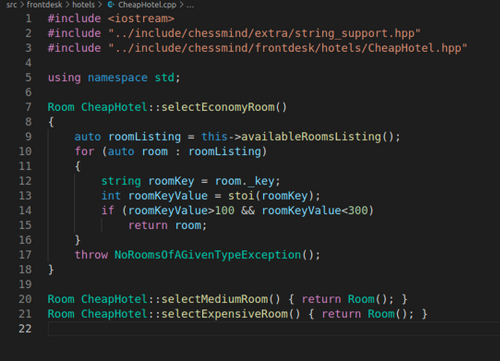 src > frontdesk > hotels > CheapHotel.cpp > ...
1 #include <iostream>
2 #include "../include/chessmind/extra/string_support.hpp"
3 #include "../include/chessmind/frontdesk/hotels/CheapHotel.hpp"
4
5 using namespace std;
6
7 Room CheapHotel::selectEconomyRoom()
8 {
9     auto roomListing = this->availableRoomsListing();
10     for (auto room : roomListing)
11     {
12         string roomKey = room._key;
13         int roomKeyValue = stoi(roomKey);
14         if (roomKeyValue>100 && roomKeyValue<300)
15             return room;
16     }
17     throw NoRoomsOfAGivenTypeException();
18 }
19
20 Room CheapHotel::selectMediumRoom() { return Room(); }
21 Room CheapHotel::selectExpensiveRoom() { return Room(); }
22